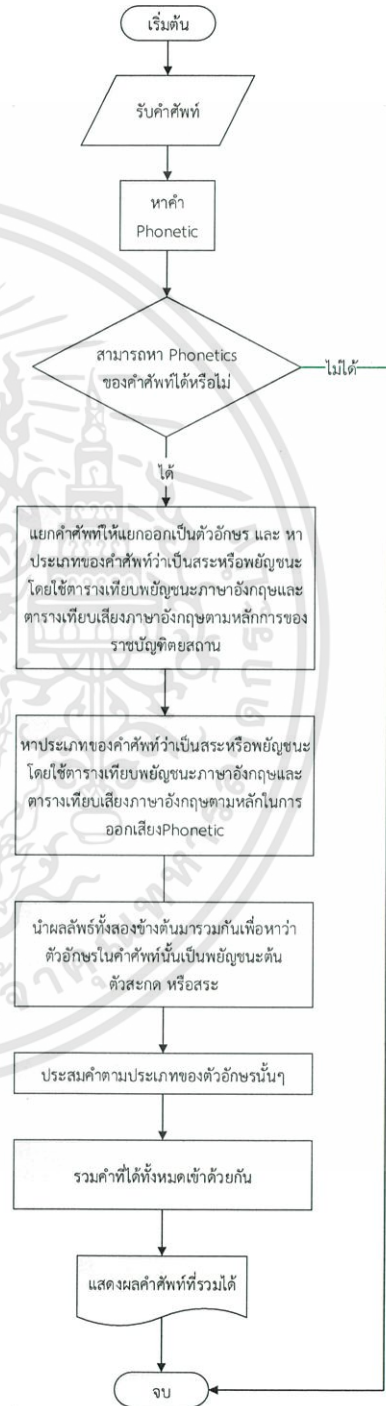 เริ่มต้น
รับคำศัพท์
หาคำ
Phonetic
สามารถหา Phonetics
ของคำศัพท์ได้หรือไม่
ไม่ได้
ได้
แยกคำศัพท์ให้แยกออกเป็นตัวอักษร และ หา
ประเภทของคำศัพท์ว่าเป็นสระหรือพยัญชนะ
โดยใช้ตารางเทียบพยัญชนะภาษาอังกฤษและ
ตารางเทียบเสียงภาษาอังกฤษตามหลักการของ
ราชบัญฑิตยสถาน
หาประเภทของคำศัพท์ว่าเป็นสระหรือพยัญชนะ
โดยใช้ตารางเทียบพยัญชนะภาษาอังกฤษและ
ตารางเทียบเสียงภาษาอังกฤษตามหลักในการ
ออกเสียงPhonetic
นำผลลัพธ์ทั้งสองข้างต้นมารวมกันเพื่อหาว่า
ตัวอักษรในคำศัพท์นั้นเป็นพยัญชนะต้น
ตัวสะกด หรือสระ
ประสมคำตามประเภทของตัวอักษรนั้นๆ
รวมคำที่ได้ทั้งหมดเข้าด้วยกัน
แสดงผลคำศัพท์ที่รวมได้
จบ